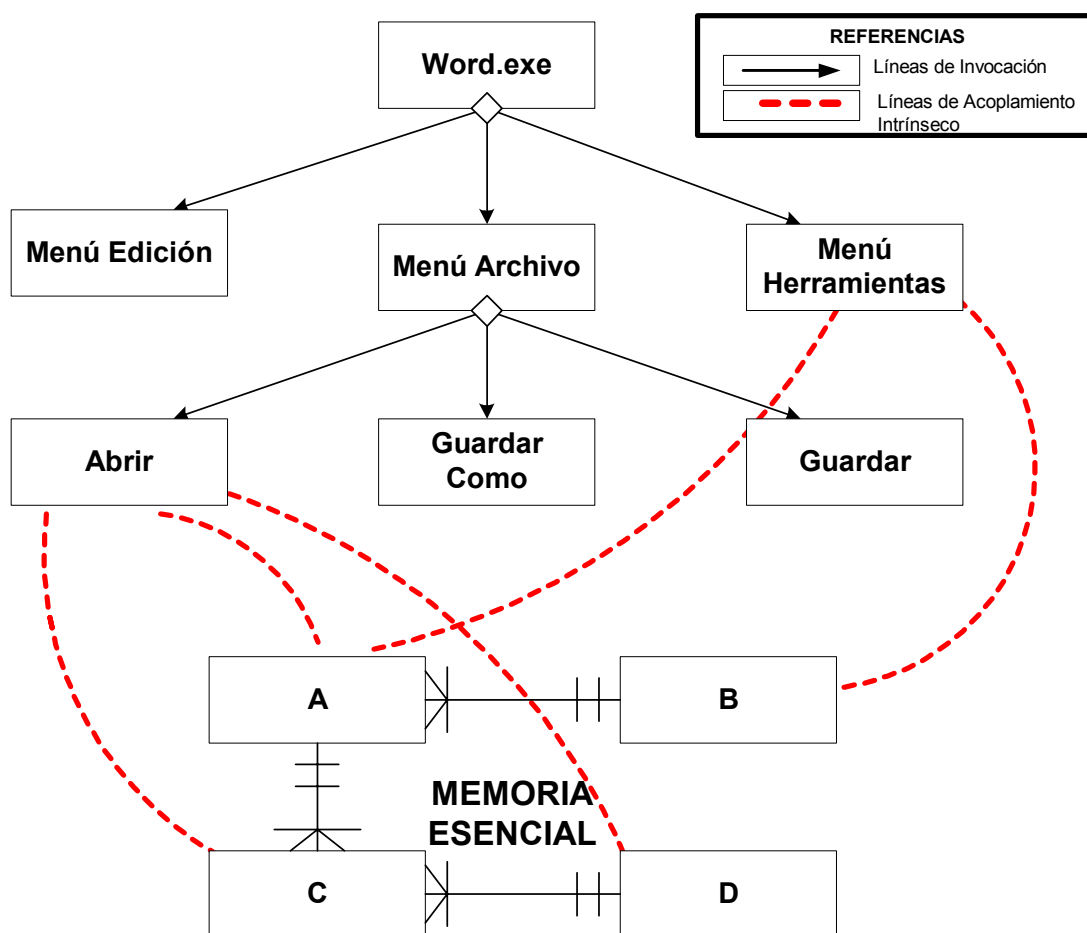 Word.exe
REFERENCIAS
Líneas de Invocación
Líneas de Acoplamiento
Intrínseco
Menú Edición
Menú Archivo
Menú
Herramientas
Abrir
Guardar
Como
Guardar
A
B
MEMORIA
ESENCIAL
C
D